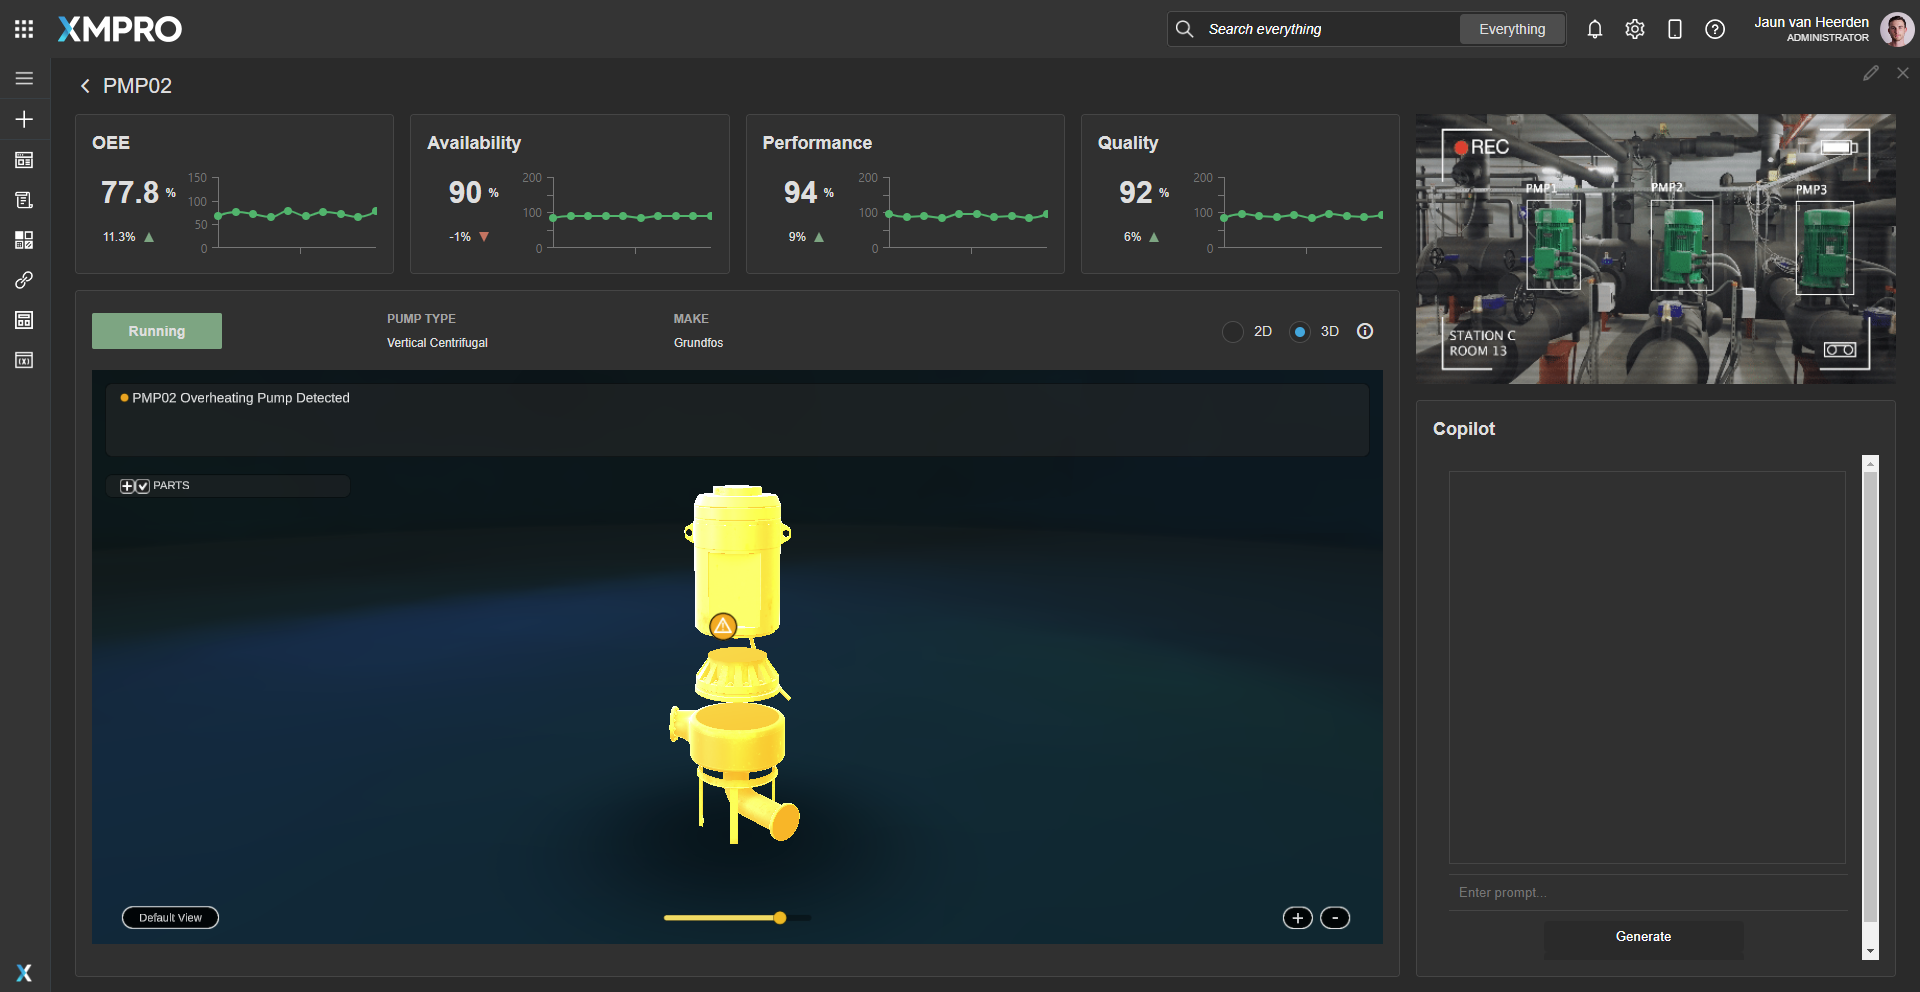 XMPRO
Search everything
Everything
Jaun van Heerden
ADMINISTRATOR
PMP02
OEE
77.8 %
11.3%
150
100
50
0
Availability
90 %
-1%
200
100
0
Performance
94 %
9%
200
100
0
Quality
92 %
6%
200
100
0
REC
PMP1
PMP2
PMP3
STATION C
ROOM 13
Running
PUMP TYPE
Vertical Centrifugal
MAKE
Grundfos
2D
3D
PMP02 Overheating Pump Detected
PARTS
Default View
+
-
Copilot
Enter prompt...
Generate